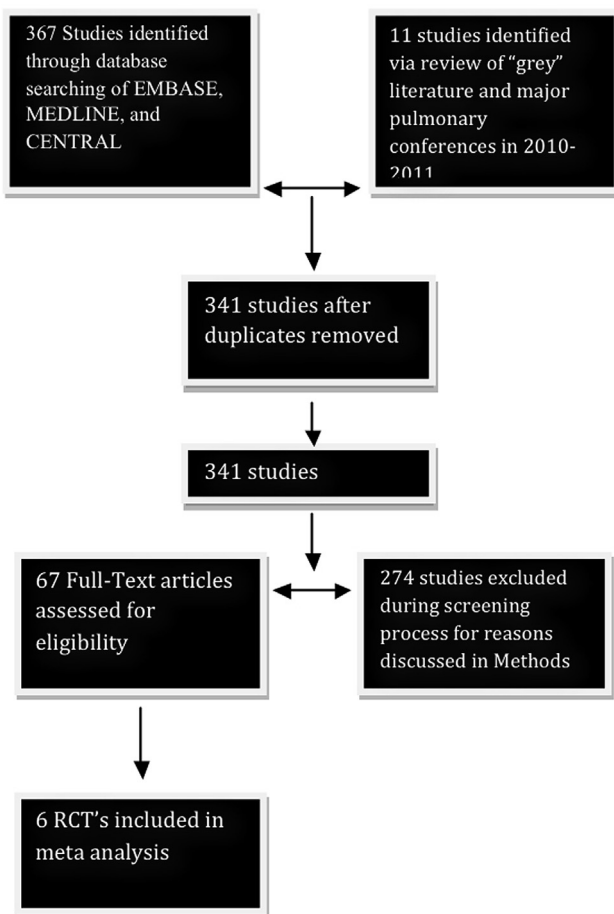 367 Studies identified
through database
searching of EMBASE,
MEDLINE, and
CENTRAL
11 studies identified
via review of “grey”
literature and major
pulmonary
conferences in 2010-
2011
341 studies after
duplicates removed
341 studies
67 Full-Text articles
assessed for
eligibility
274 studies excluded
during screening
process for reasons
discussed in Methods
6 RCT’s included in
meta analysis